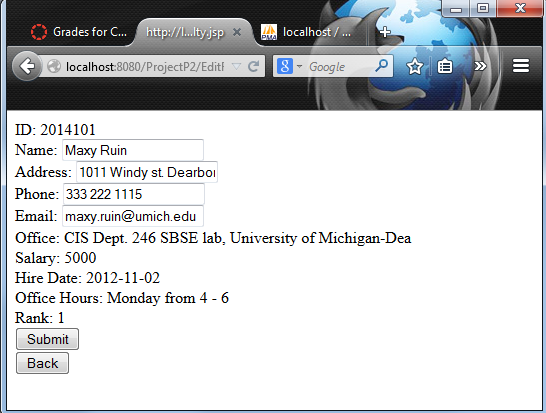 Grades for C...
http://l...lty.jsp
localhost / ...
localhost:8080/ProjectP2/EditF
Google
ID: 2014101
Name: Maxy Ruin
Address: 1011 Windy st. Dearbor
Phone: 333 222 1115
Email: maxy.ruin@umich.edu
Office: CIS Dept. 246 SBSE lab, University of Michigan-Dea
Salary: 5000
Hire Date: 2012-11-02
Office Hours: Monday from 4 - 6
Rank: 1
Submit
Back